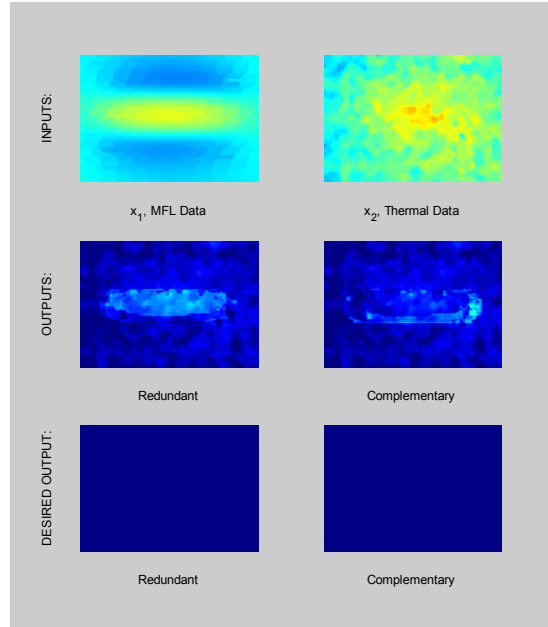 INPUTS:
x1, MFL Data
x2, Thermal Data
OUTPUTS:
Redundant
Complementary
DESIRED OUTPUT:
Redundant
Complementary